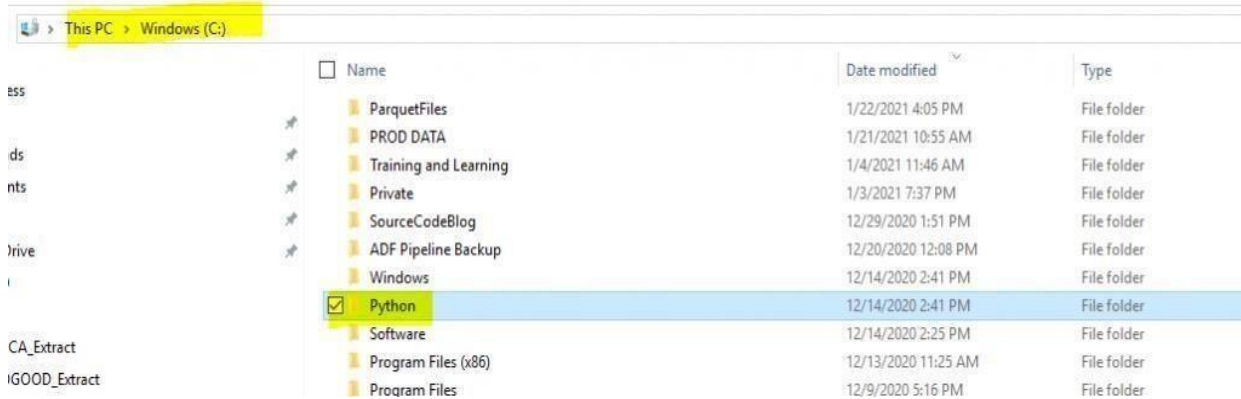 > This PC > Windows (C:)
Name Date modified Type
ess
ParquetFiles 1/22/2021 4:05 PM File folder
PROD DATA 1/21/2021 10:55 AM File folder
ds Training and Learning 1/4/2021 11:46 AM File folder
nts Private 1/3/2021 7:37 PM File folder
SourceCodeBlog 12/29/2020 1:51 PM File folder
Drive ADF Pipeline Backup 12/20/2020 12:08 PM File folder
Windows 12/14/2020 2:41 PM File folder
Python 12/14/2020 2:41 PM File folder
Software 12/14/2020 2:25 PM File folder
CA_Extract
Program Files (x86) 12/13/2020 11:25 AM File folder
GOOD_Extract Program Files 12/9/2020 5:16 PM File folder